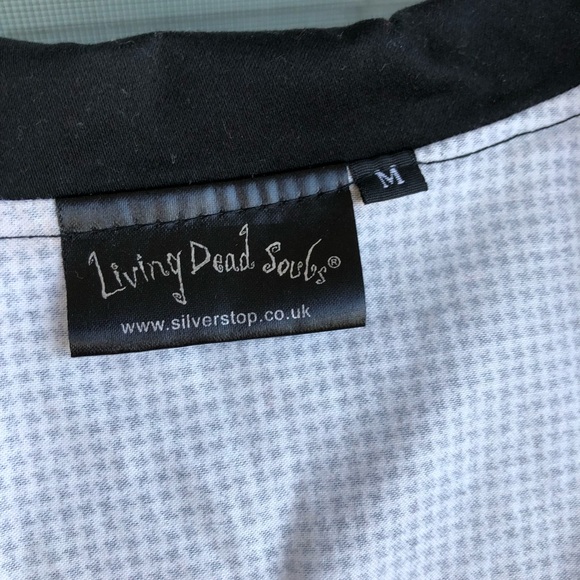 M
Living Dead Souls®
www.silverstop.co.uk